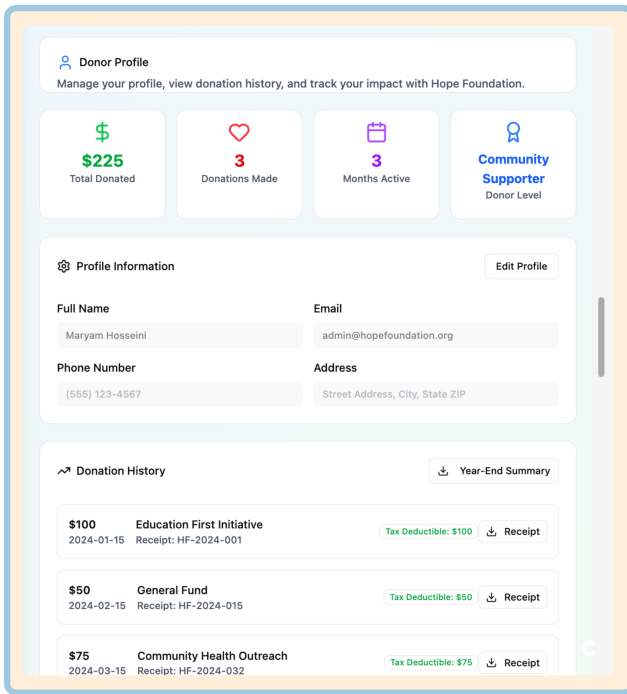 Donor Profile
Manage your profile, view donation history, and track your impact with Hope Foundation.
$225
Total Donated
3
Donations Made
3
Months Active
Community
Supporter
Donor Level
Profile Information
Edit Profile
Full Name
Maryam Hosseini
Email
admin@hopefoundation.org
Phone Number
(555) 123-4567
Address
Street Address, City, State ZIP
Donation History
Year-End Summary
$100
Education First Initiative
2024-01-15
Receipt: HF-2024-001
Tax Deductible: $100
Receipt
$50
General Fund
2024-02-15
Receipt: HF-2024-015
Tax Deductible: $50
Receipt
$75
Community Health Outreach
2024-03-15
Receipt: HF-2024-032
Tax Deductible: $75
Receipt